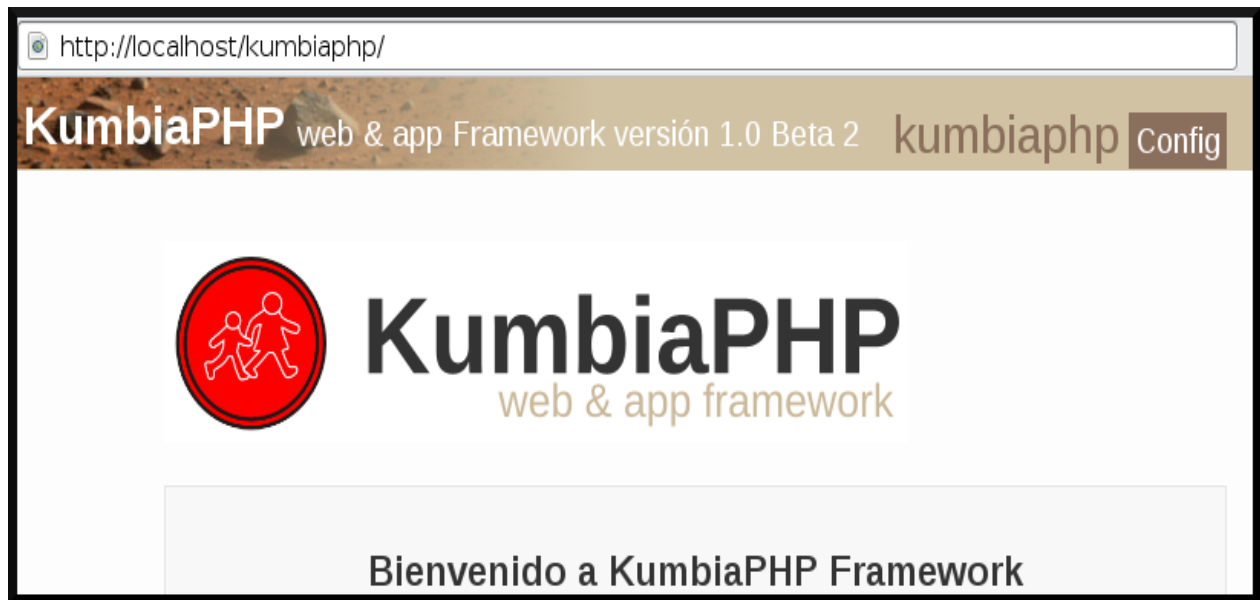 http://localhost/kumbiaphp/
KumbiaPHP web & app Framework versión 1.0 Beta 2 kumbiaphp Config
KumbiaPHP
web & app framework
Bienvenido a KumbiaPHP Framework